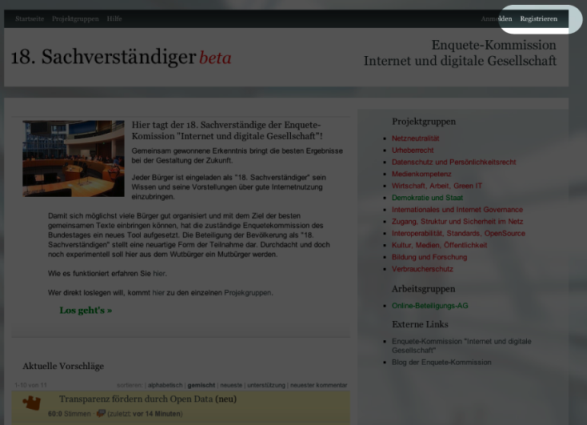 Startseite Projektgruppen Hilfe
Anmelden Registrieren
18. Sachverständiger beta
Enquete-Kommission
Internet und digitale Gesellschaft
Hier tagt der 18. Sachverständige der Enquete-
Komission "Internet und digitale Gesellschaft"!
Gemeinsam gewonnene Erkenntnis bringt die besten Ergebnisse
bei der Gestaltung der Zukunft.
Jeder Bürger ist eingeladen als "18. Sachverständiger" sein
Wissen und seine Vorstellungen über gute Internetnutzung
einzubringen.
Damit sich möglichst viele Bürger gut organisiert und mit dem Ziel der besten
gemeinsamen Texte einbringen können, hat die zuständige Enquetekommission des
Bundestages ein neues Tool aufgesetzt. Die Beteiligung der Bevölkerung als "18.
Sachverständigen" stellt eine neuartige Form der Teilnahme dar. Durchdacht und doch
noch experimentell soll hier aus dem Wutbürger ein Mutbürger werden.
Wie es funktioniert erfahren Sie hier.
Wer direkt loslegen will, kommt hier zu den einzelnen Projekgruppen.
Los geht's »
Aktuelle Vorschläge
1-10 von 11
| alphabetisch | gemischt | neueste | unterstützung | neuester kommentar
Transparenz fördern durch Open Data (neu)
Stimmen (zuletzt vor 14 Minuten)
Projektgruppen
Netzneutralität
Urheberrecht
Datenschutz und Persönlichkeitsrecht
Medienkompetenz
Wirtschaft, Arbeit, Green IT
Demokratie und Staat
Internationales und Internet Governance
Zugang, Struktur und Sicherheit im Netz
Interoperabilität, Standards, OpenSource
Kultur, Medien, Öffentlichkeit
Bildung und Forschung
Verbraucherschutz
Arbeitsgruppen
Online-Beteiligungs-AG
Externe Links
Enquete-Kommission "Internet und digitale
Gesellschaft"
Blog der Enquete-Kommission